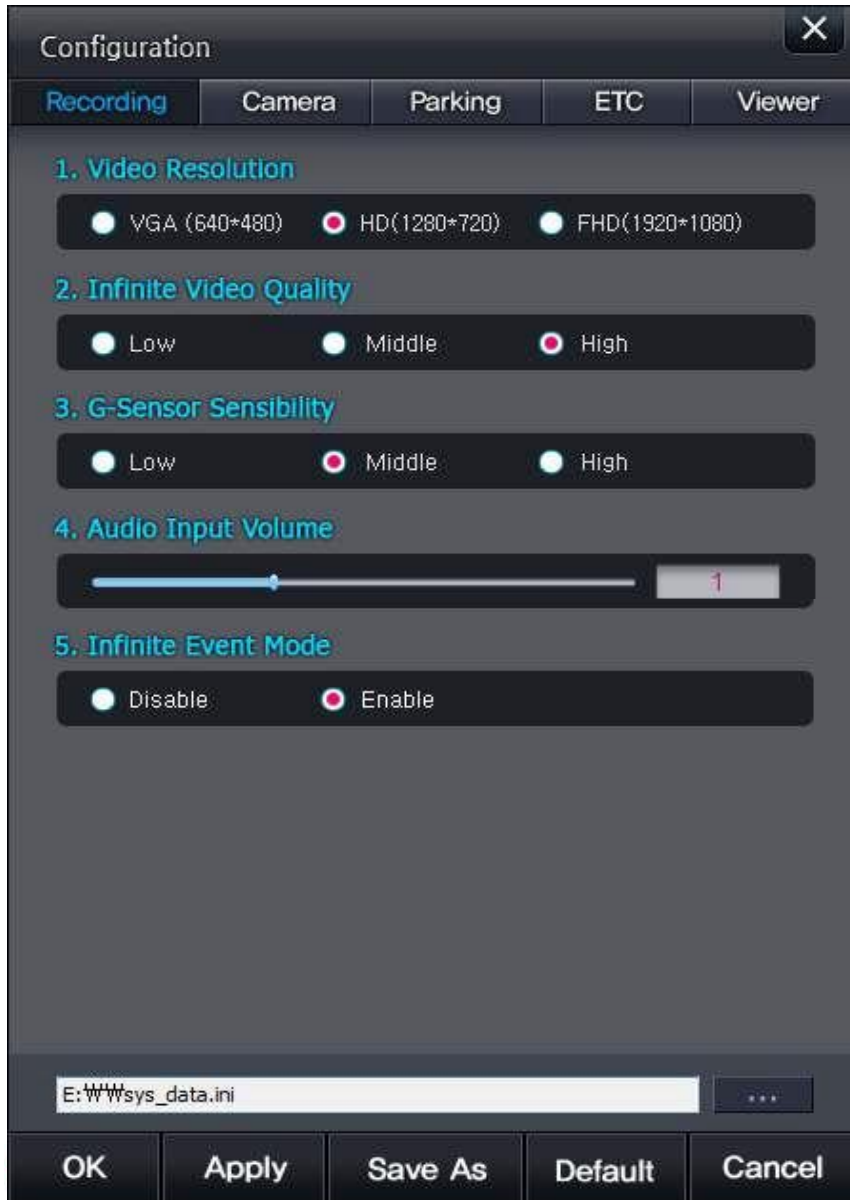 Configuration
Recording Camera Parking ETC Viewer
1. Video Resolution
VGA (640*480) HD(1280*720) FHD(1920*1080)
2. Infinite Video Quality
Low Middle High
3. G-Sensor Sensibility
Low Middle High
4. Audio Input Volume
1
5. Infinite Event Mode
Disable Enable
E:₩₩sys_data.ini ...
OK Apply Save As Default Cancel